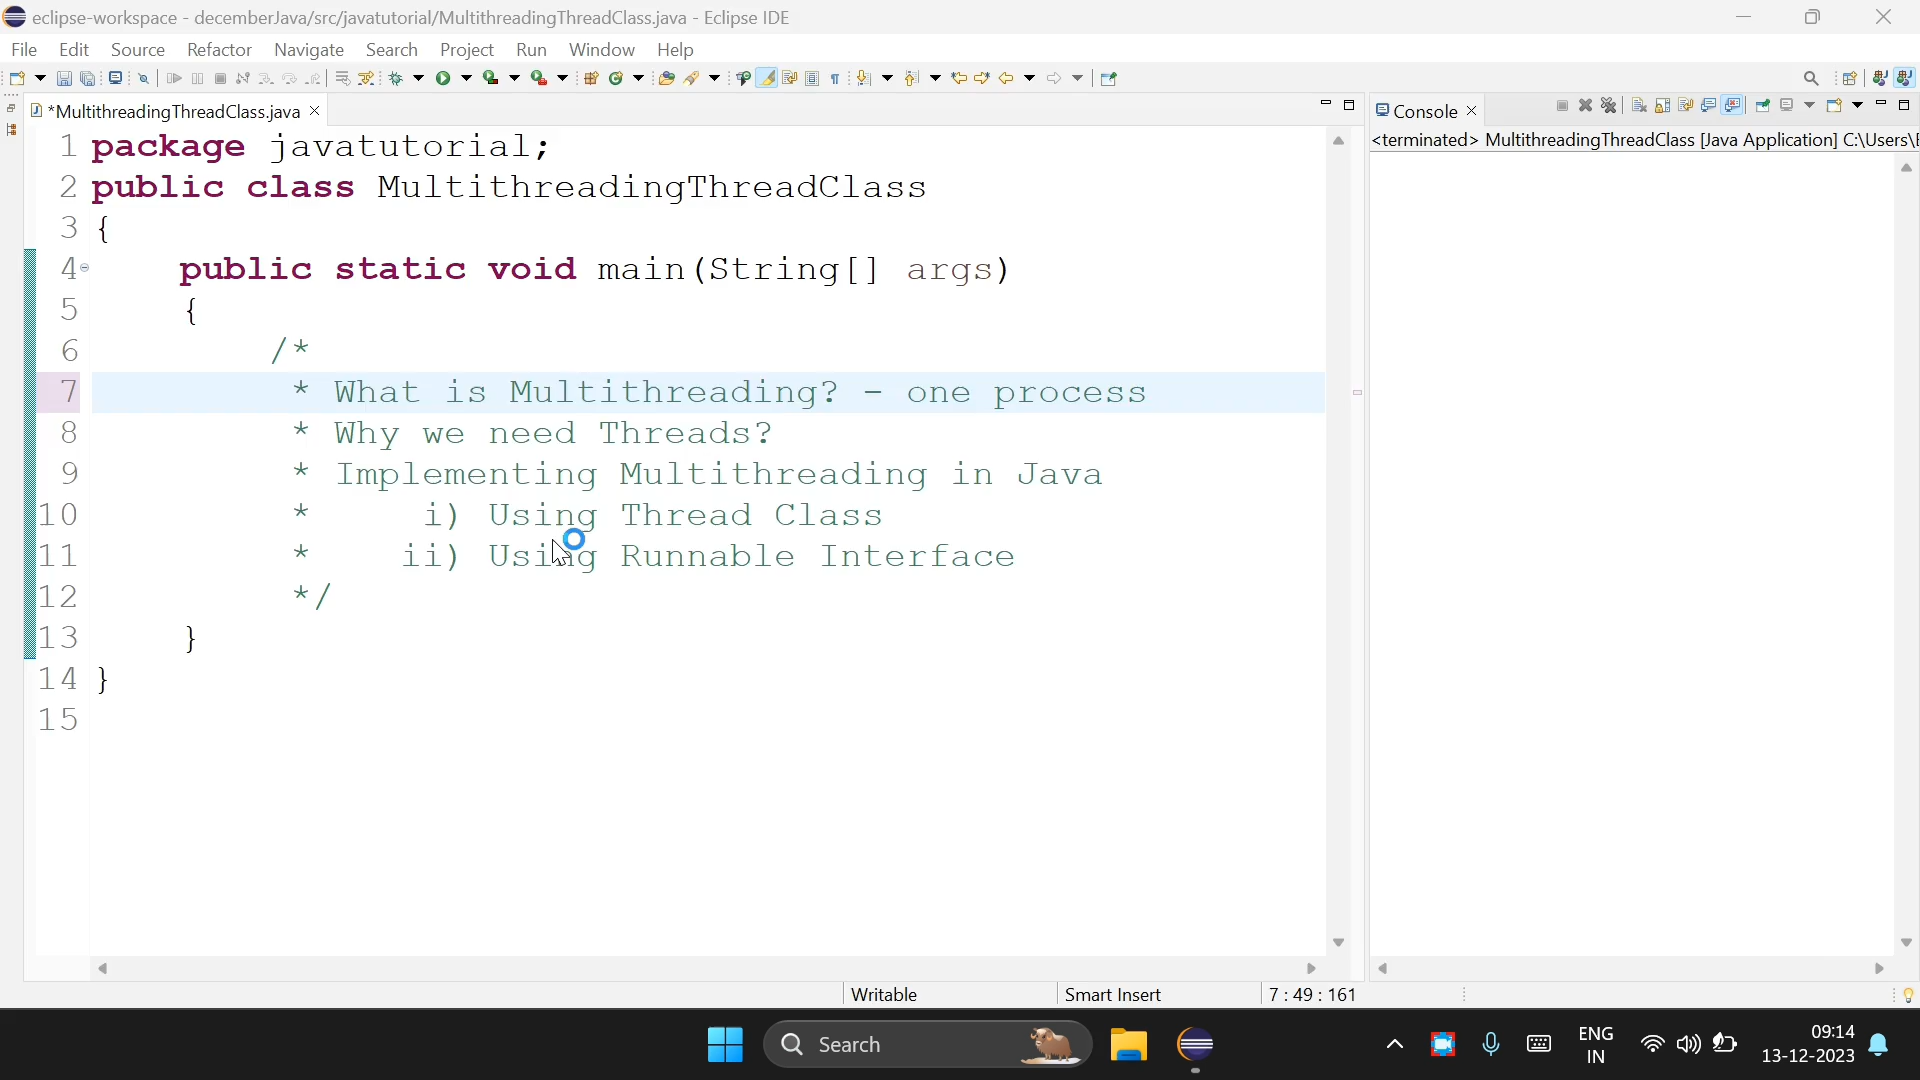 eclipse-workspace - decemberJava/src/javatutorial/MultithreadingThreadClass.java - Eclipse IDE
File Edit Source Refactor Navigate Search Project Run Window Help
*MultithreadingThreadClass.java
Console
<terminated> MultithreadingThreadClass [Java Application] C:\Users\
1 package javatutorial;
2 public class MultithreadingThreadClass
3 {
4 public static void main(String[] args)
5 {
6 /*
7 * What is Multithreading? - one process
8 * Why we need Threads?
9 * Implementing Multithreading in Java
10 * i) Using Thread Class
11 * ii) Using Runnable Interface
12 */
13 }
14 }
15
Writable Smart Insert 7 : 49 : 161
Search
ENG
IN
09:14
13-12-2023